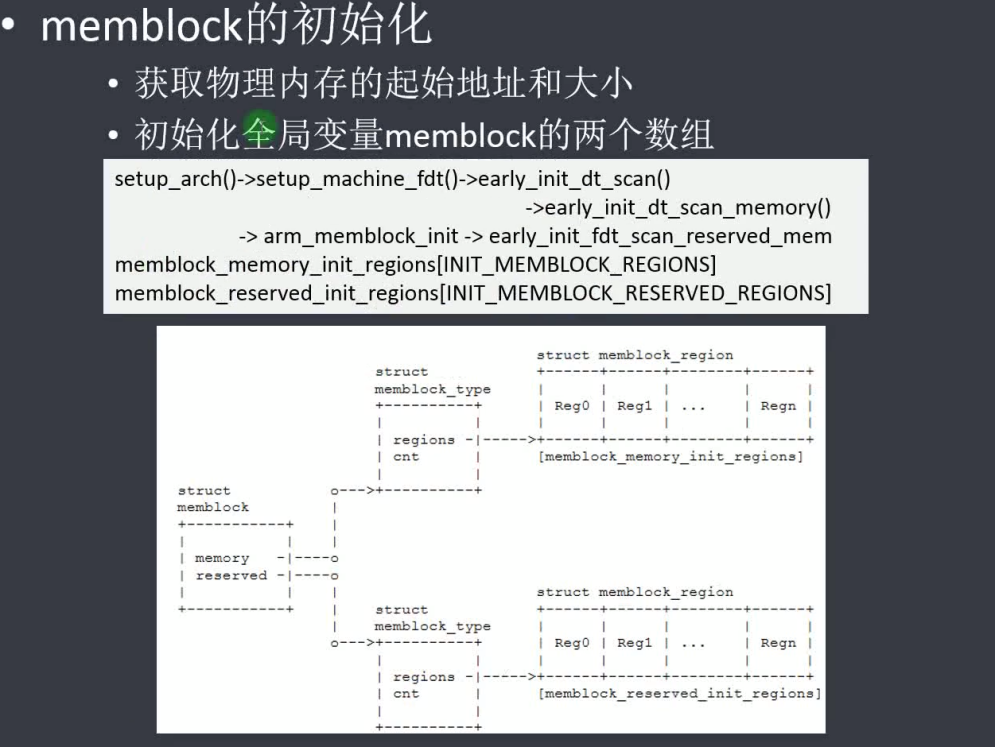 • memblock的初始化
• 获取物理内存的起始地址和大小
• 初始化全局变量memblock的两个数组
setup_arch()->setup_machine_fdt()->early_init_dt_scan()
->early_init_dt_scan_memory()
-> arm_memblock_init -> early_init_fdt_scan_reserved_mem
memblock_memory_init_regions[INIT_MEMBLOCK_REGIONS]
memblock_reserved_init_regions[INIT_MEMBLOCK_RESERVED_REGIONS]
struct memblock_region
struct
memblock_type
Reg0 | Reg1 | ... | Regn
regions
cnt
[memblock_memory_init_regions]
struct
memblock
memory
reserved
struct memblock_region
struct
memblock_type
Reg0 | Reg1 | ... | Regn
regions
cnt
[memblock_reserved_init_regions]